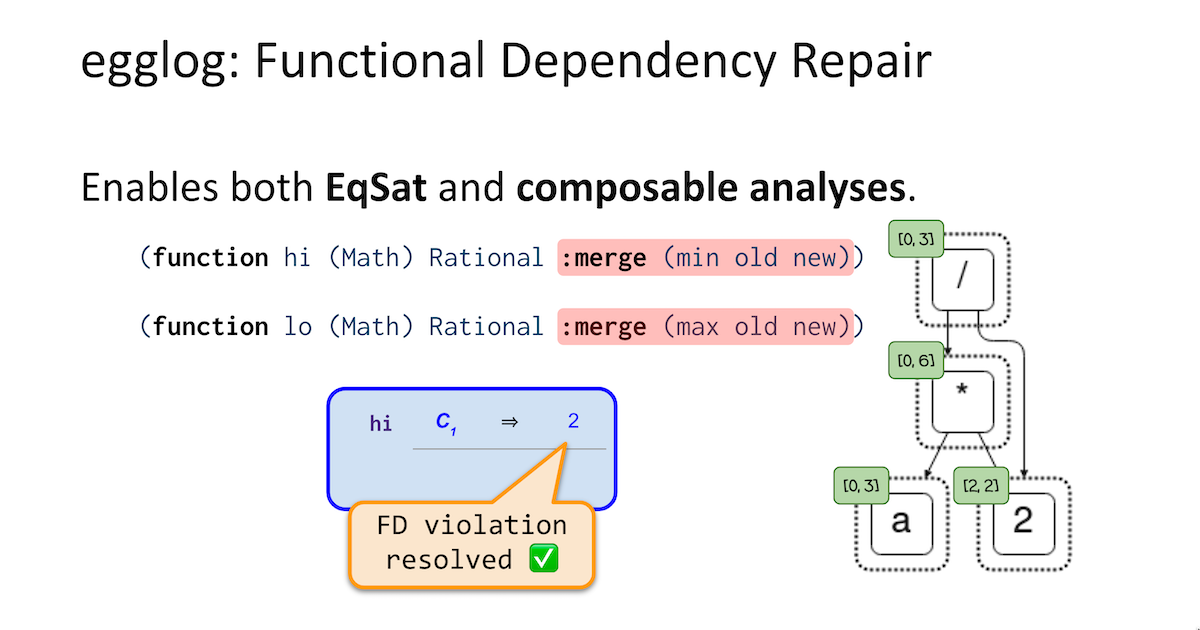 egglog: Functional Dependency Repair
Enables both EqSat and composable analyses.
(function hi (Math) Rational :merge (min old new))
(function lo (Math) Rational :merge (max old new))
hi C₁ ⇒ 2
FD violation
resolved ✅
[0, 3]
/
[0, 6]
*
[0, 3]
a
[2, 2]
2